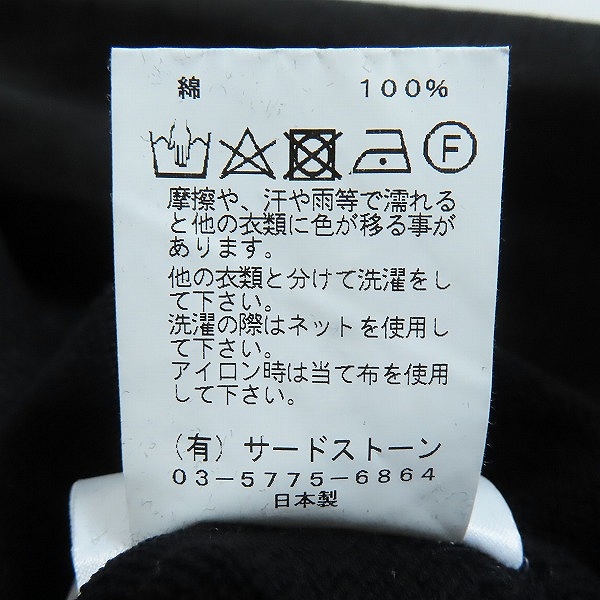 綿 100%
F
摩擦や、汗や雨等で濡れる
と他の衣類に色が移る事が
あります。
他の衣類と分けて洗濯をし
て下さい。
洗濯の際はネットを使用し
て下さい。
アイロン時は当て布を使用
して下さい。
(有)サードストーン
03-5775-6864
日本製